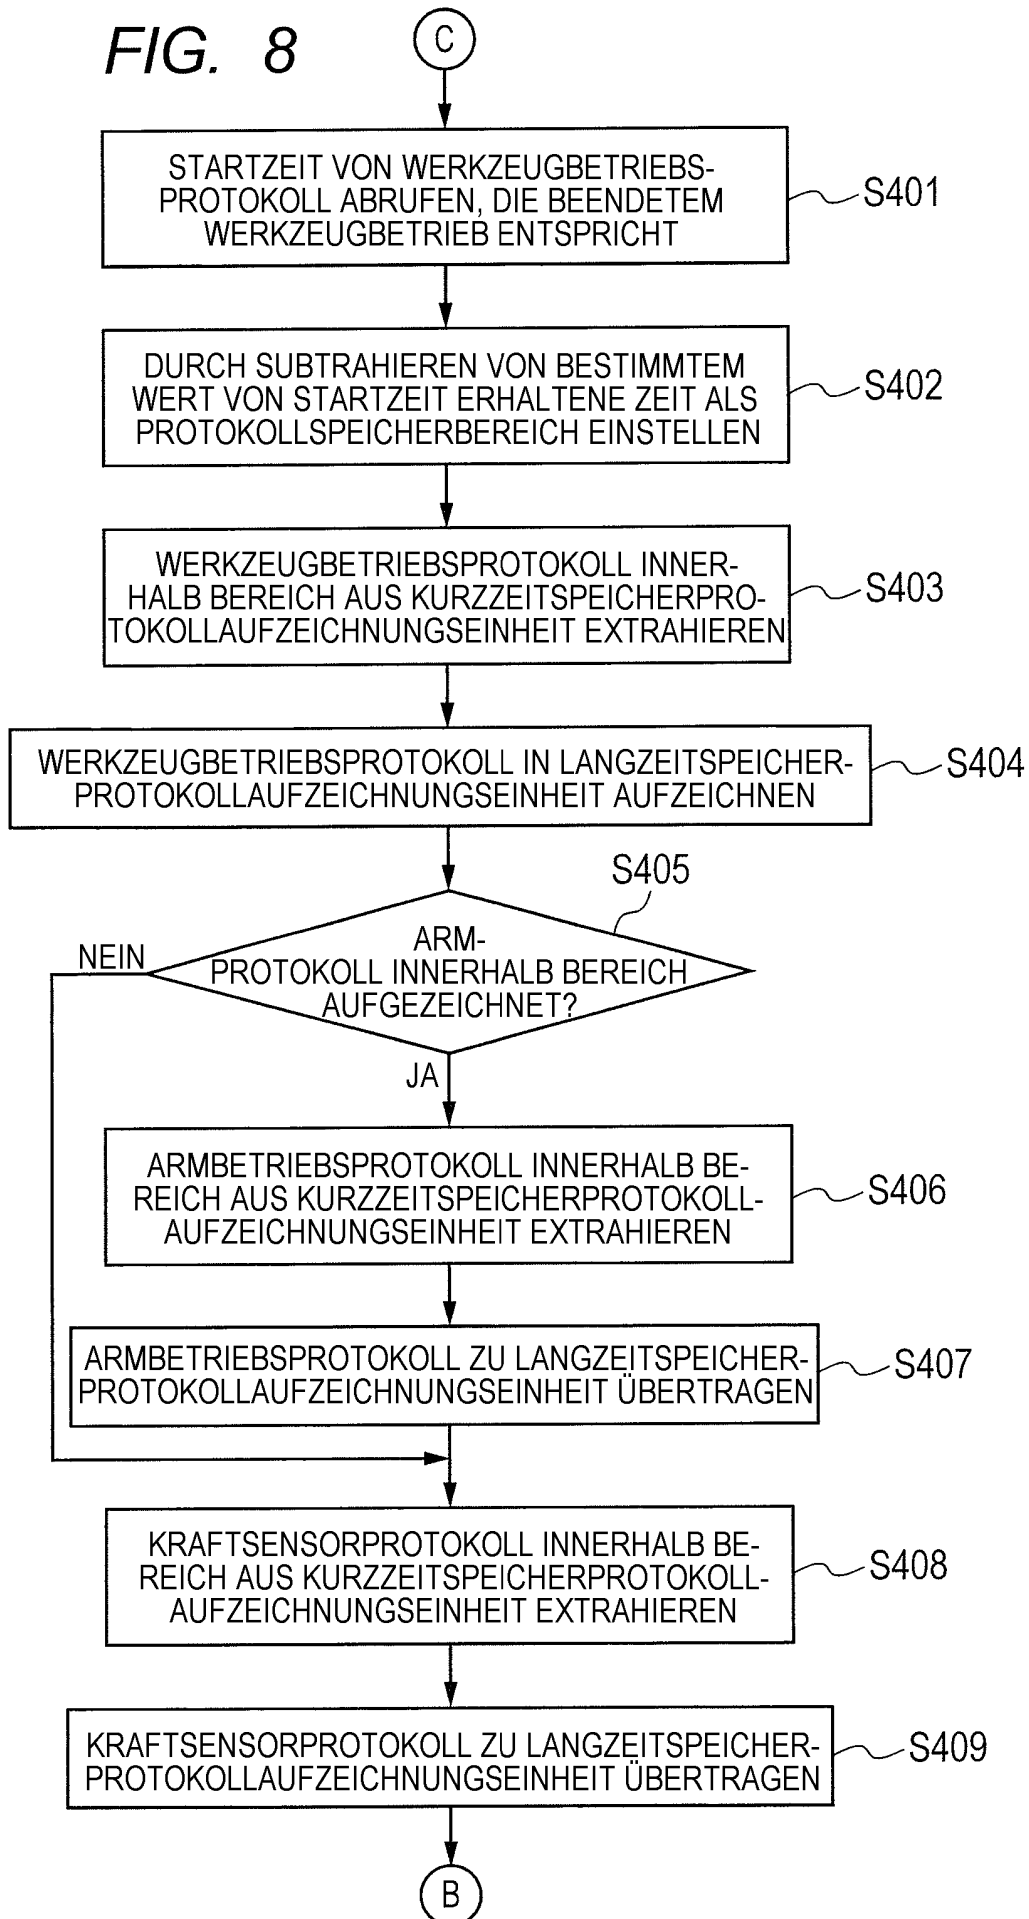 FIG. 8
C
STARTZEIT VON WERKZEUGBETRIEBS-
PROTOKOLL ABRUFEN, DIE BEENDETEM
WERKZEUGBETRIEB ENTSPRICHT
S401
DURCH SUBTRAHIEREN VON BESTIMMTEM
WERT VON STARTZEIT ERHALTENE ZEIT ALS
PROTOKOLLSPEICHERBEREICH EINSTELLEN
S402
WERKZEUGBETRIEBSPROTOKOLL INNER-
HALB BEREICH AUS KURZZEITSPEICHERPRO-
TOKOLLAUFZEICHNUNGSEINHEIT EXTRAHIEREN
S403
WERKZEUGBETRIEBSPROTOKOLL IN LANGZEITSPEICHER-
PROTOKOLLAUFZEICHNUNGSEINHEIT AUFZEICHNEN
S404
S405
ARM-
PROTOKOLL INNERHALB BEREICH
AUFGEZEICHNET?
NEIN
JA
ARMBETRIEBSPROTOKOLL INNERHALB BE-
REICH AUS KURZZEITSPEICHERPROTOKOLL-
AUFZEICHNUNGSEINHEIT EXTRAHIEREN
S406
ARMBETRIEBSPROTOKOLL ZU LANGZEITSPEICHER-
PROTOKOLLAUFZEICHNUNGSEINHEIT ÜBERTRAGEN
S407
KRAFTSENSORPROTOKOLL INNERHALB BE-
REICH AUS KURZZEITSPEICHERPROTOKOLL-
AUFZEICHNUNGSEINHEIT EXTRAHIEREN
S408
KRAFTSENSORPROTOKOLL ZU LANGZEITSPEICHER-
PROTOKOLLAUFZEICHNUNGSEINHEIT ÜBERTRAGEN
S409
B